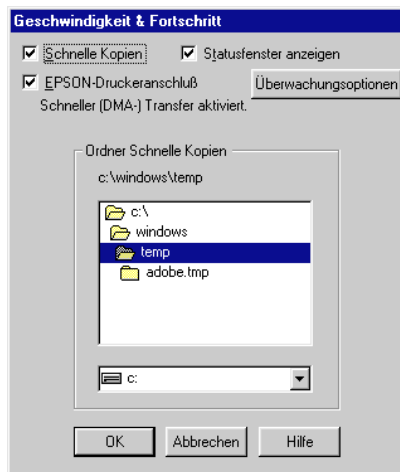 Geschwindigkeit & Fortschritt
Schnelle Kopien
Statusfenster anzeigen
EPSON-Druckeranschluß
Überwachungsoptionen
Schneller (DMA-) Transfer aktiviert.
Ordner Schnelle Kopien
c:\windows\temp
c:\
windows
temp
adobe.tmp
c:
OK
Abbrechen
Hilfe